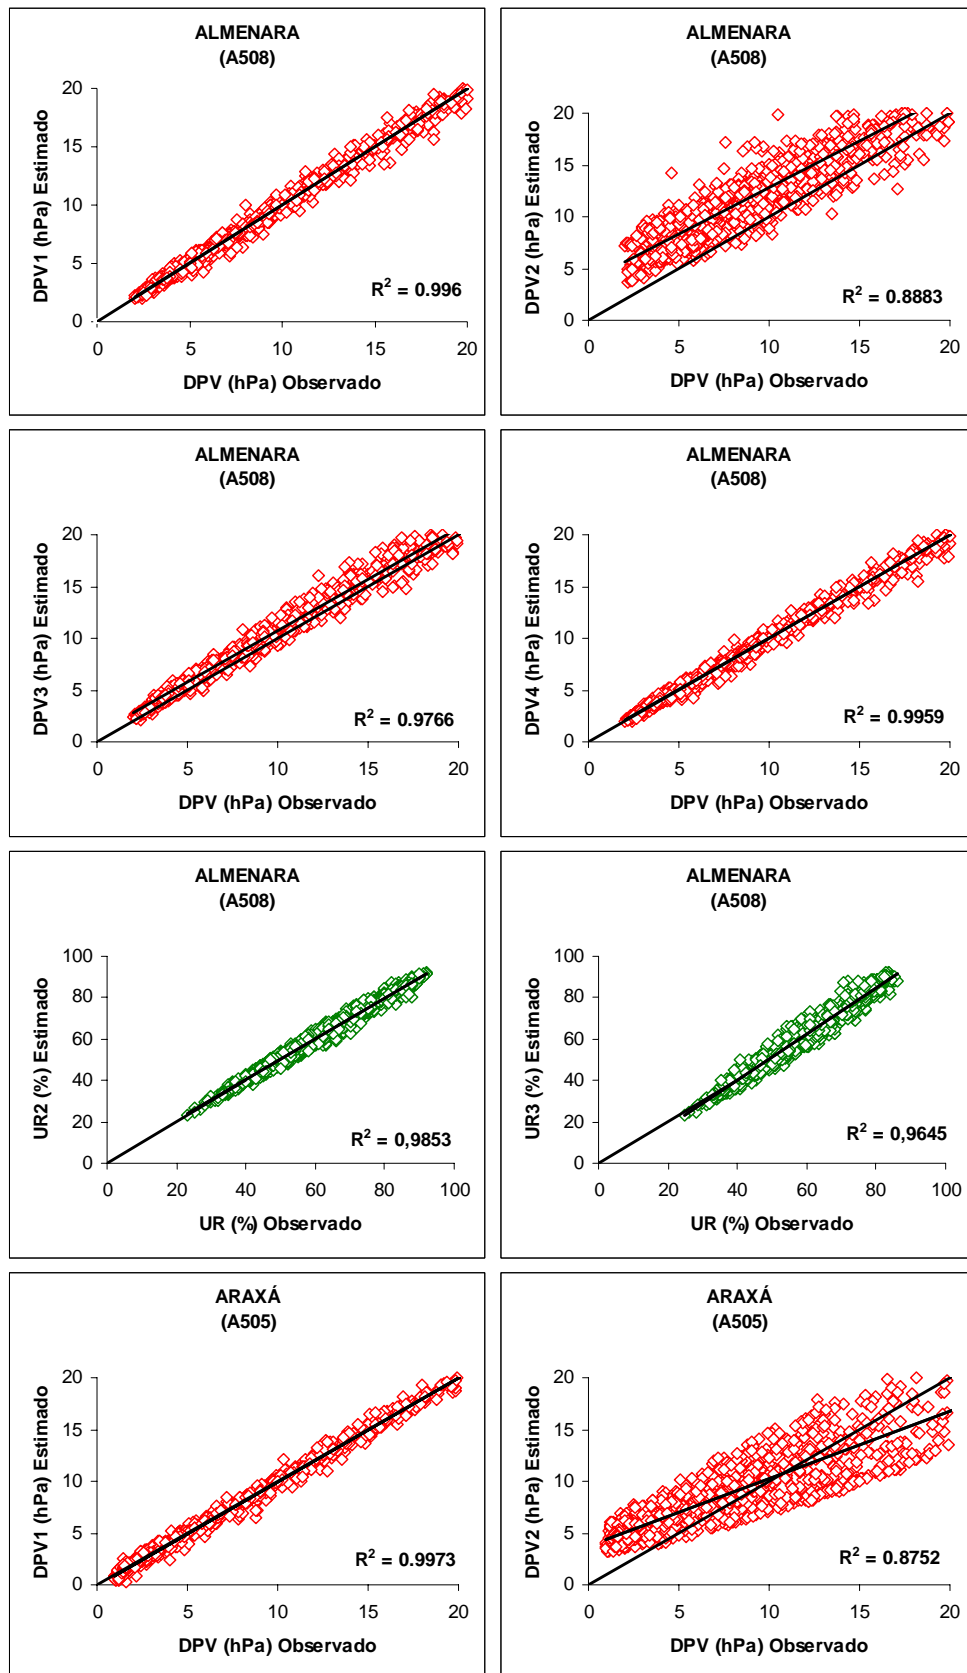 ALMENARA
(A508)
DPV1 (hPa) Estimado
20
15
10
5
0
R² = 0.996
0 5 10 15 20
DPV (hPa) Observado
ALMENARA
(A508)
DPV2 (hPa) Estimado
20
15
10
5
0
R² = 0.8883
0 5 10 15 20
DPV (hPa) Observado
ALMENARA
(A508)
DPV3 (hPa) Estimado
20
15
10
5
0
R² = 0.9766
0 5 10 15 20
DPV (hPa) Observado
ALMENARA
(A508)
DPV4 (hPa) Estimado
20
15
10
5
0
R² = 0.9959
0 5 10 15 20
DPV (hPa) Observado
ALMENARA
(A508)
UR2 (%) Estimado
100
80
60
40
20
0
R² = 0,9853
0 20 40 60 80 100
UR (%) Observado
ALMENARA
(A508)
UR3 (%) Estimado
100
80
60
40
20
0
R² = 0,9645
0 20 40 60 80 100
UR (%) Observado
ARAXÁ
(A505)
DPV1 (hPa) Estimado
20
15
10
5
0
R² = 0.9973
0 5 10 15 20
DPV (hPa) Observado
ARAXÁ
(A505)
DPV2 (hPa) Estimado
20
15
10
5
0
R² = 0.8752
0 5 10 15 20
DPV (hPa) Observado